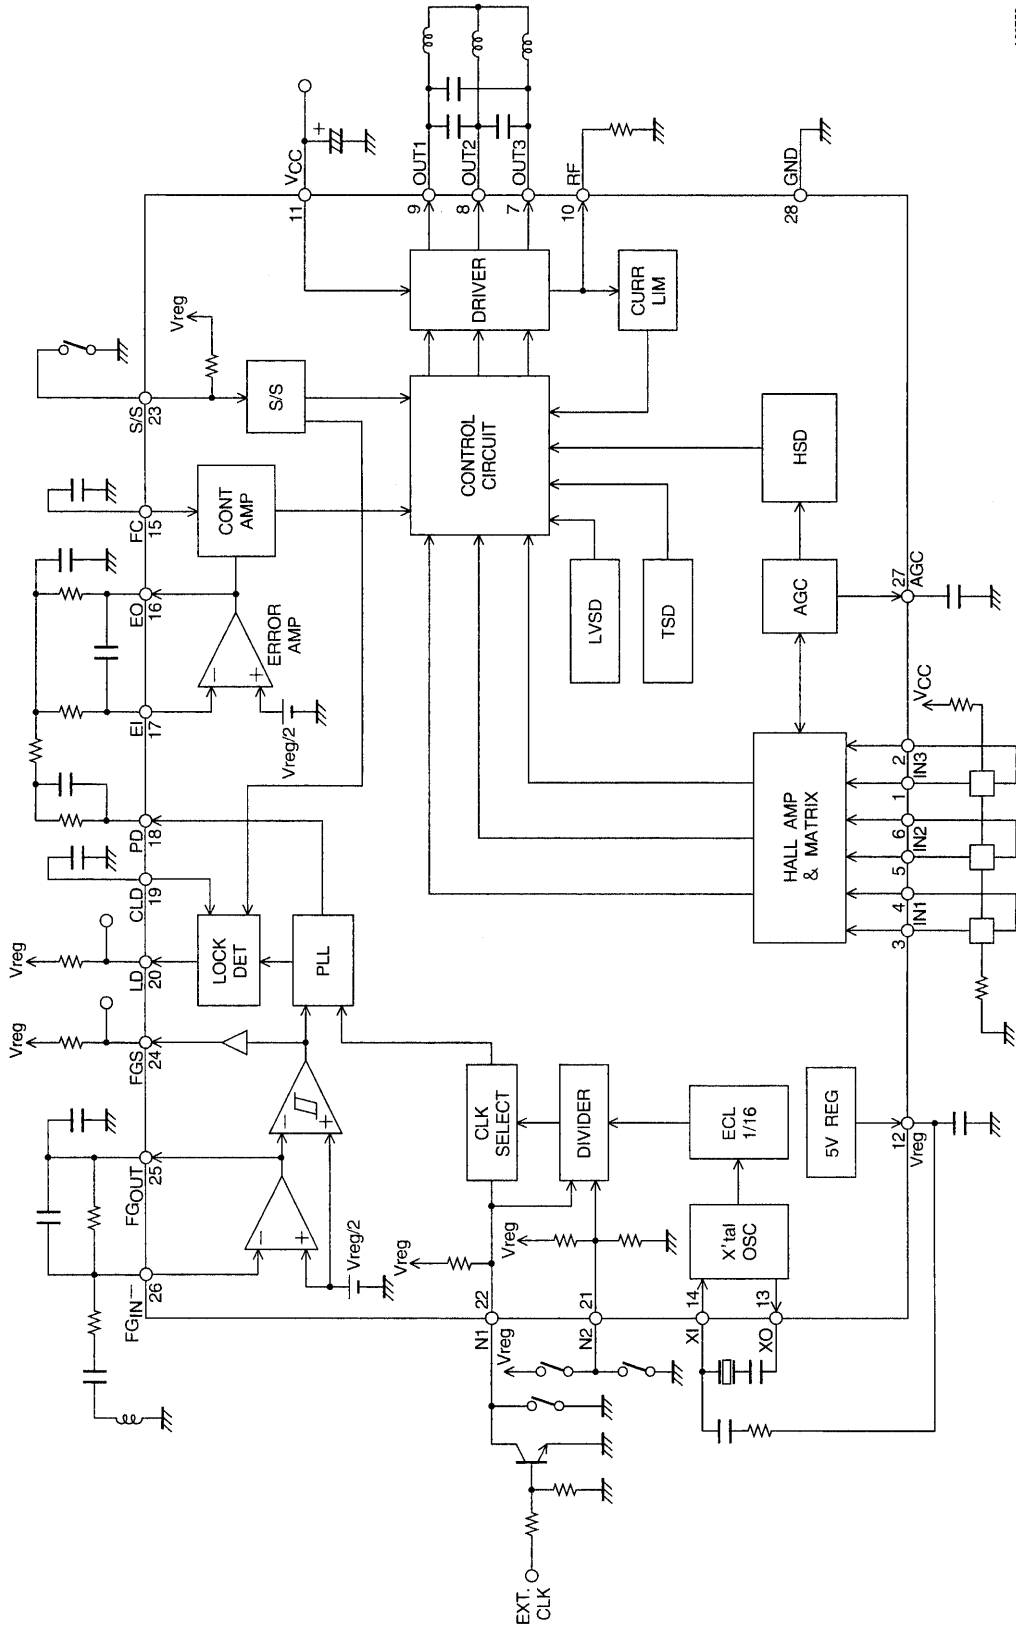 VCC
11
OUT1
9
OUT2
8
OUT3
7
RF
10
GND
28
DRIVER
CURR
LIM
Vreg
S/S
23
S/S
FC
15
CONT
AMP
CONTROL
CIRCUIT
HSD
EO
16
ERROR
AMP
EI
17
Vreg/2
LVSD
TSD
AGC
27
AGC
PD
18
CLD
19
Vreg
LD
20
LOCK
DET
PLL
HALL AMP
& MATRIX
VCC
2
IN3
1
6
IN2
5
4
IN1
3
Vreg
FGS
24
FGOUT
25
FGIN−
26
Vreg/2
CLK
SELECT
DIVIDER
ECL
1/16
5V REG
12
Vreg
X'tal
OSC
Vreg
Vreg
22
N1
21
N2
Vreg
14
XI
13
XO
EXT.
CLK